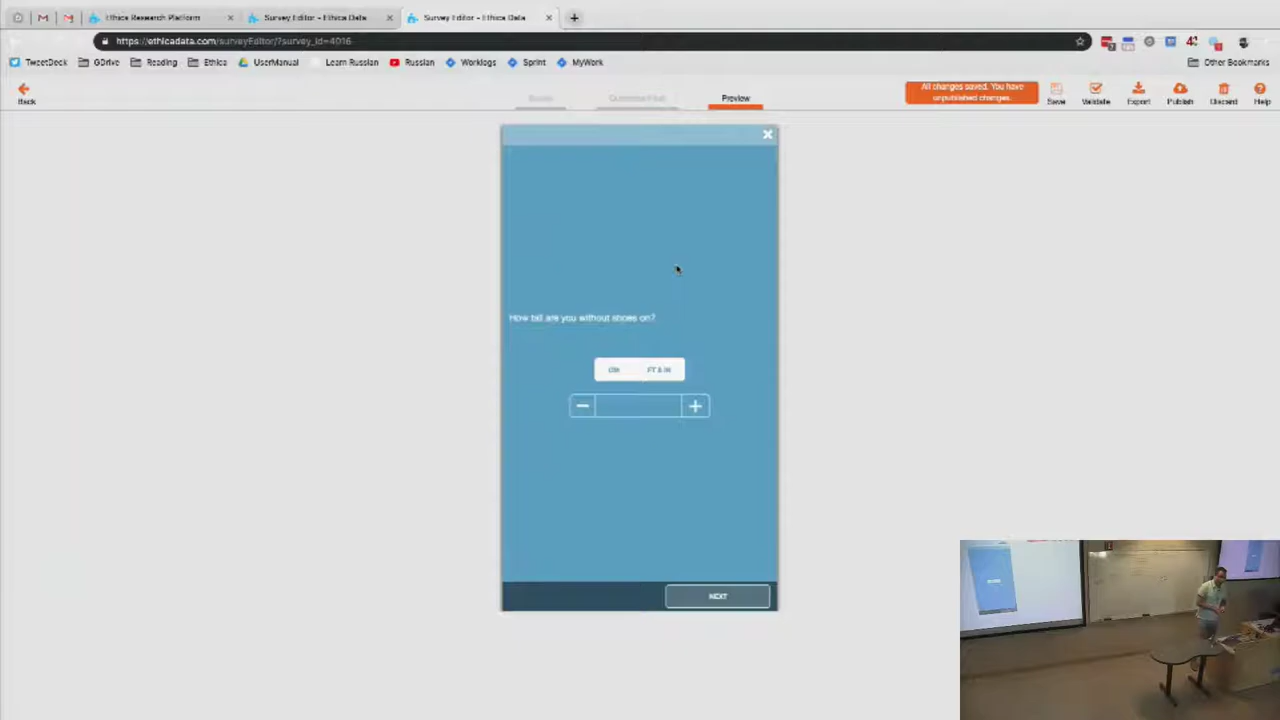 Ethica Research Platform
Survey Editor - Ethica Data
Survey Editor - Ethica Data
https://ethicadata.com/surveyEditor/?survey_id=4016
TweetDeck
GDrive
Reading
Ethica
UserManual
Learn Russian
Russian
Worklogs
Sprint
MyWork
Other Bookmarks
Back
Preview
All changes saved. You have
unpublished changes.
Save
Validate
Export
Publish
Discard
Help
How tall are you without shoes on?
CM
FT & IN
NEXT